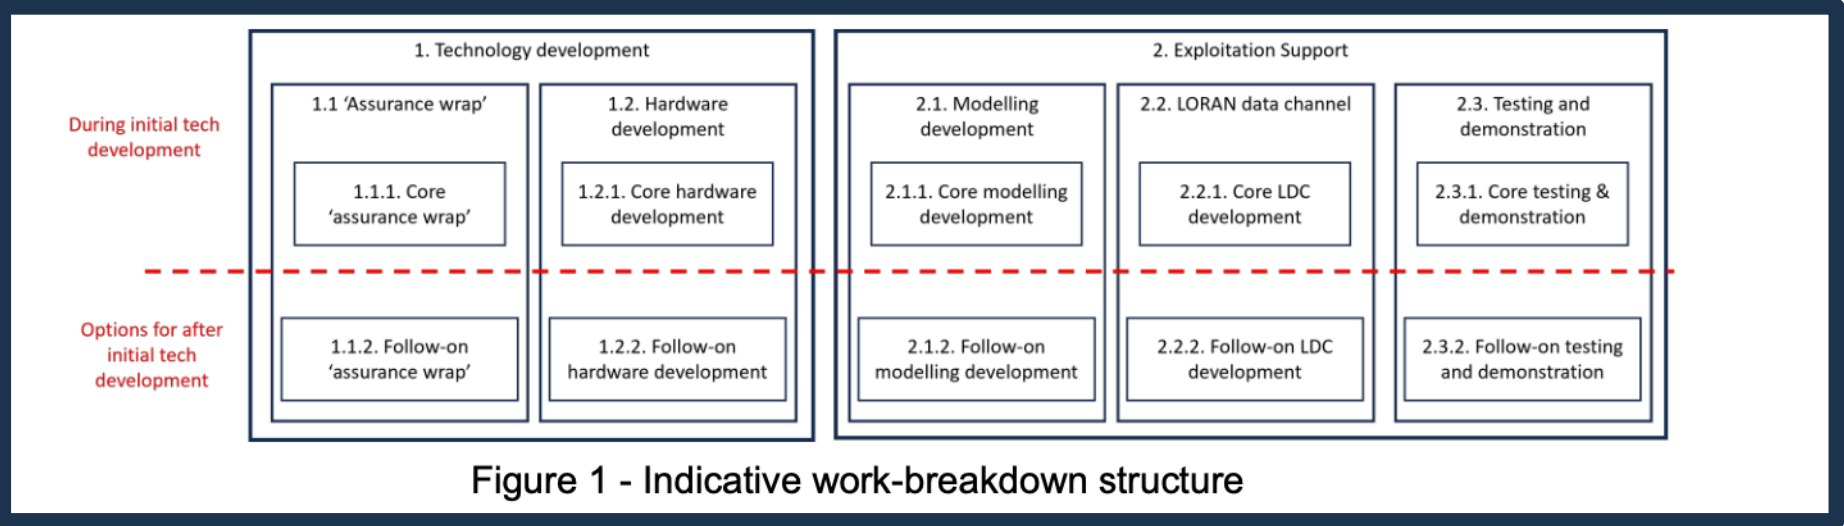 1. Technology development
2. Exploitation Support
During initial tech
development
1.1 ‘Assurance wrap’
1.2. Hardware
development
2.1. Modelling
development
2.2. LORAN data channel
2.3. Testing and
demonstration
1.1.1. Core
‘assurance wrap’
1.2.1. Core hardware
development
2.1.1. Core modelling
development
2.2.1. Core LDC
development
2.3.1. Core testing &
demonstration
Options for after
initial tech
development
1.1.2. Follow-on
‘assurance wrap’
1.2.2. Follow-on
hardware development
2.1.2. Follow-on
modelling development
2.2.2. Follow-on LDC
development
2.3.2. Follow-on testing
and demonstration
Figure 1 - Indicative work-breakdown structure